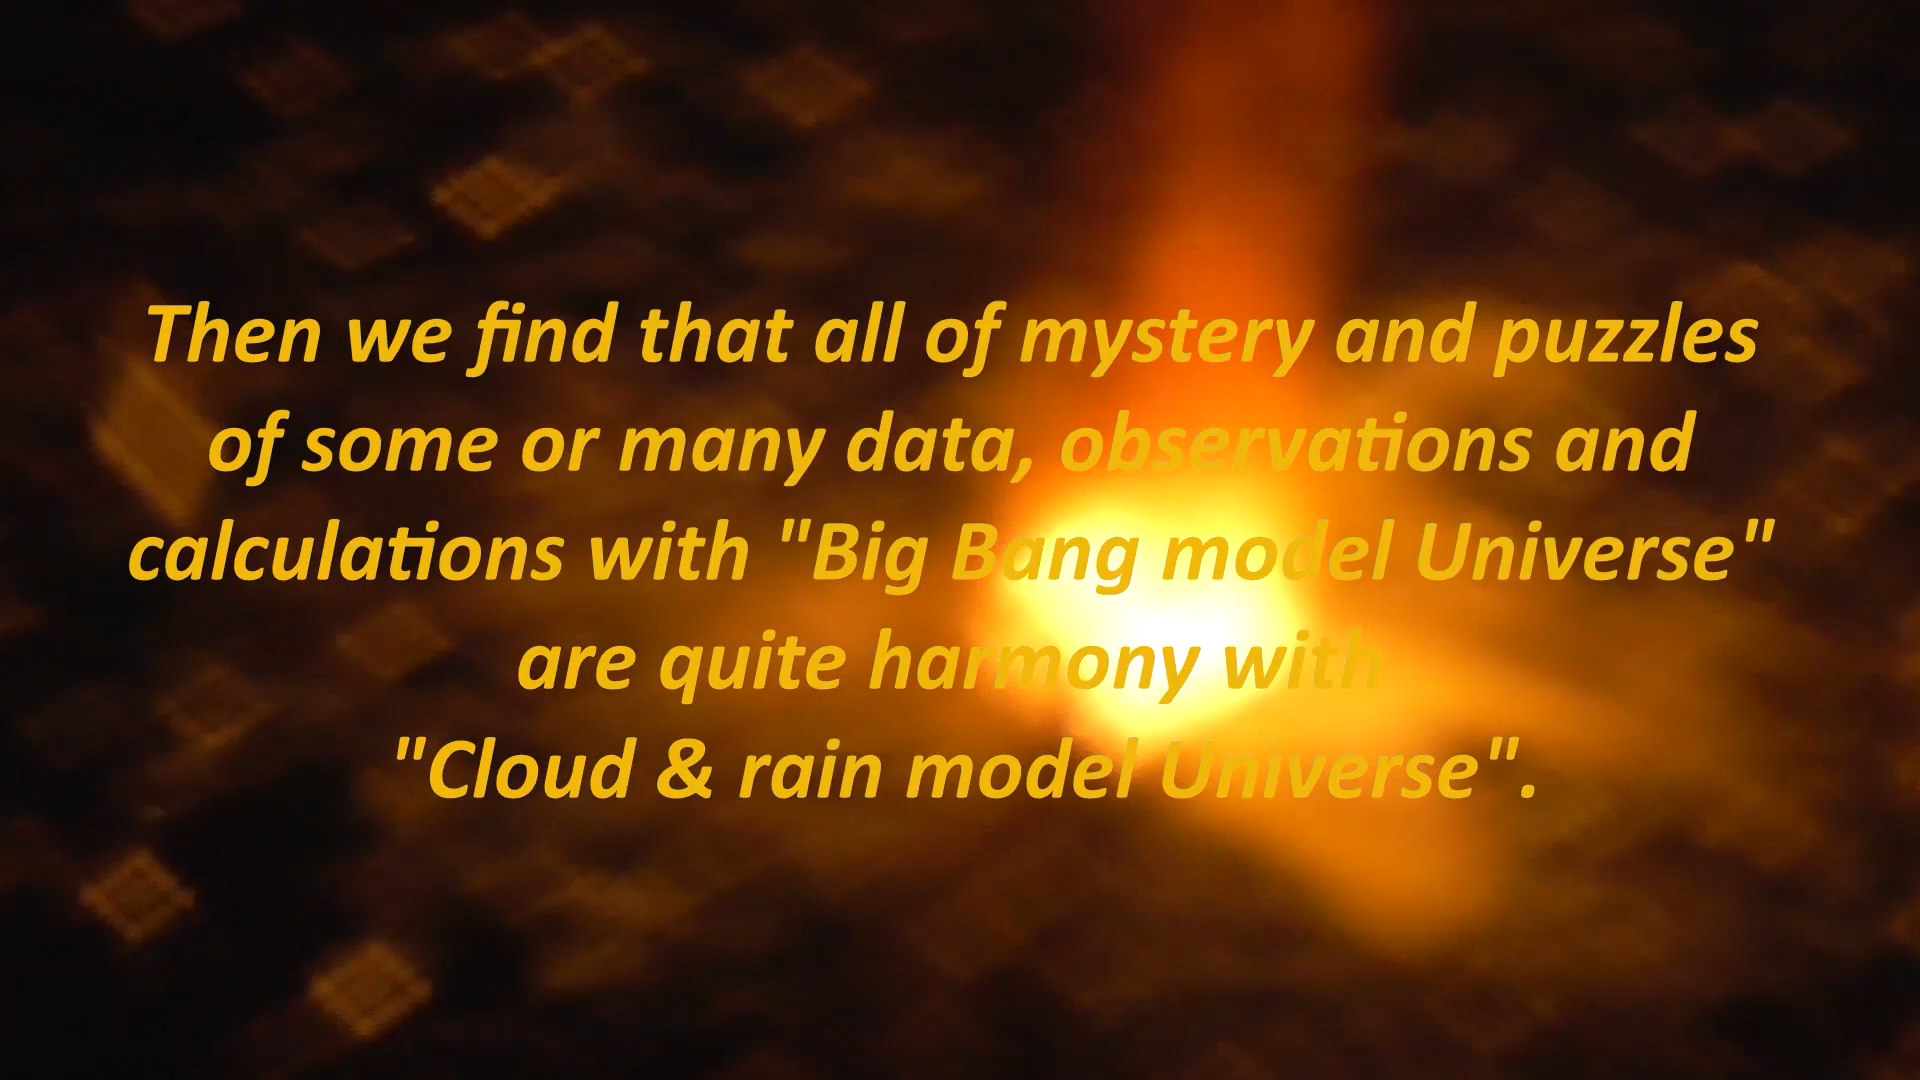 Then we find that all of mystery and puzzles
of some or many data, observations and
calculations with "Big Bang model Universe"
are quite harmony with
"Cloud & rain model Universe".